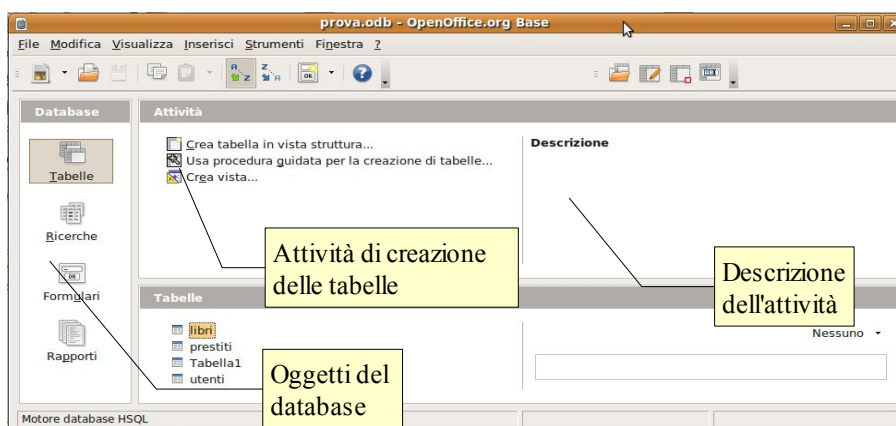 prova.odb - OpenOffice.org Base
File Modifica Visualizza Inserisci Strumenti Finestra ?
Database
Attività
Tabelle
Ricerche
Formulari
Rapporti
Crea tabella in vista struttura...
Usa procedura guidata per la creazione di tabelle...
Crea vista...
Descrizione
Attività di creazione
delle tabelle
Descrizione
dell'attività
Tabelle
libri
prestiti
Tabella1
utenti
Nessuno
Oggetti del
database
Motore database HSQL